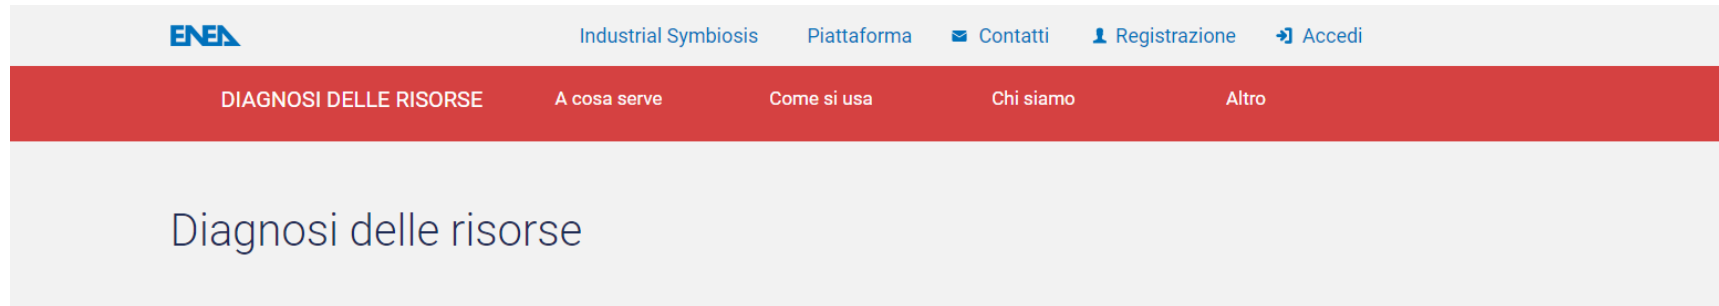 ENEA Industrial Symbiosis Piattaforma Contatti Registrazione Accedi
DIAGNOSI DELLE RISORSE A cosa serve Come si usa Chi siamo Altro
Diagnosi delle risorse